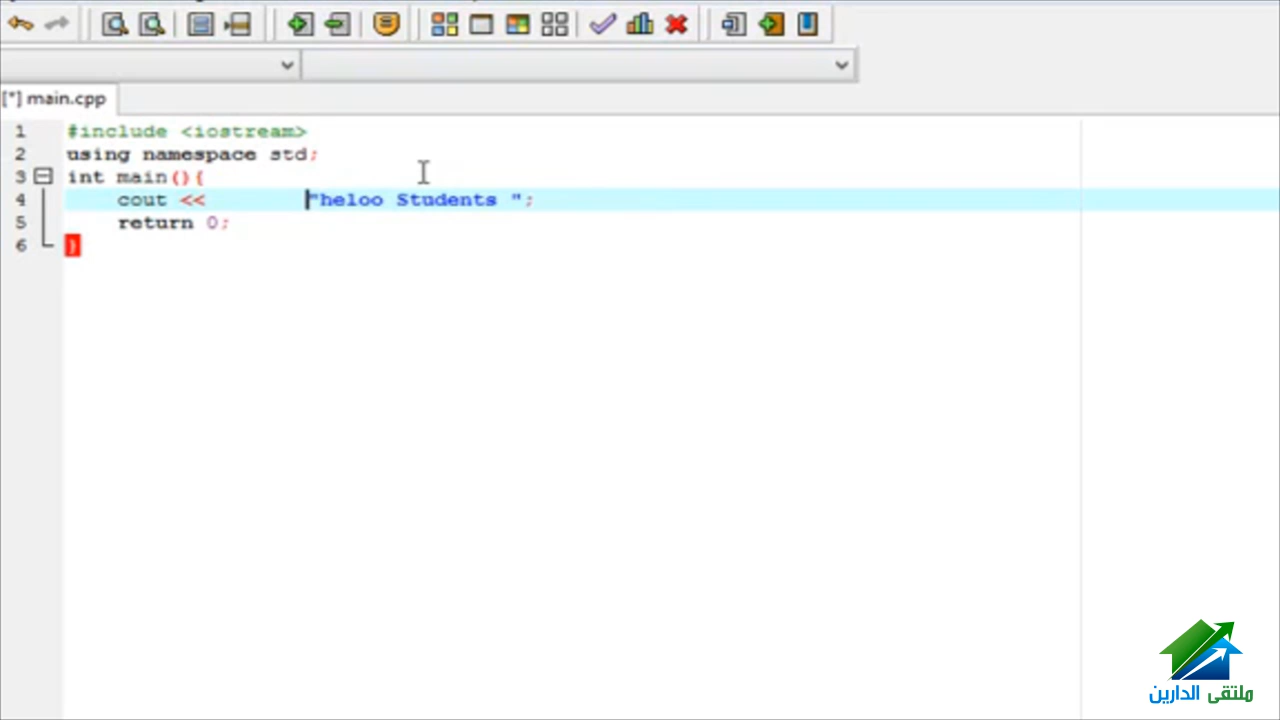 [*] main.cpp
1 #include <iostream>
2 using namespace std;
3 int main(){
4 cout << "heloo Students ";
5 return 0;
6 }
ملتقى الدارين